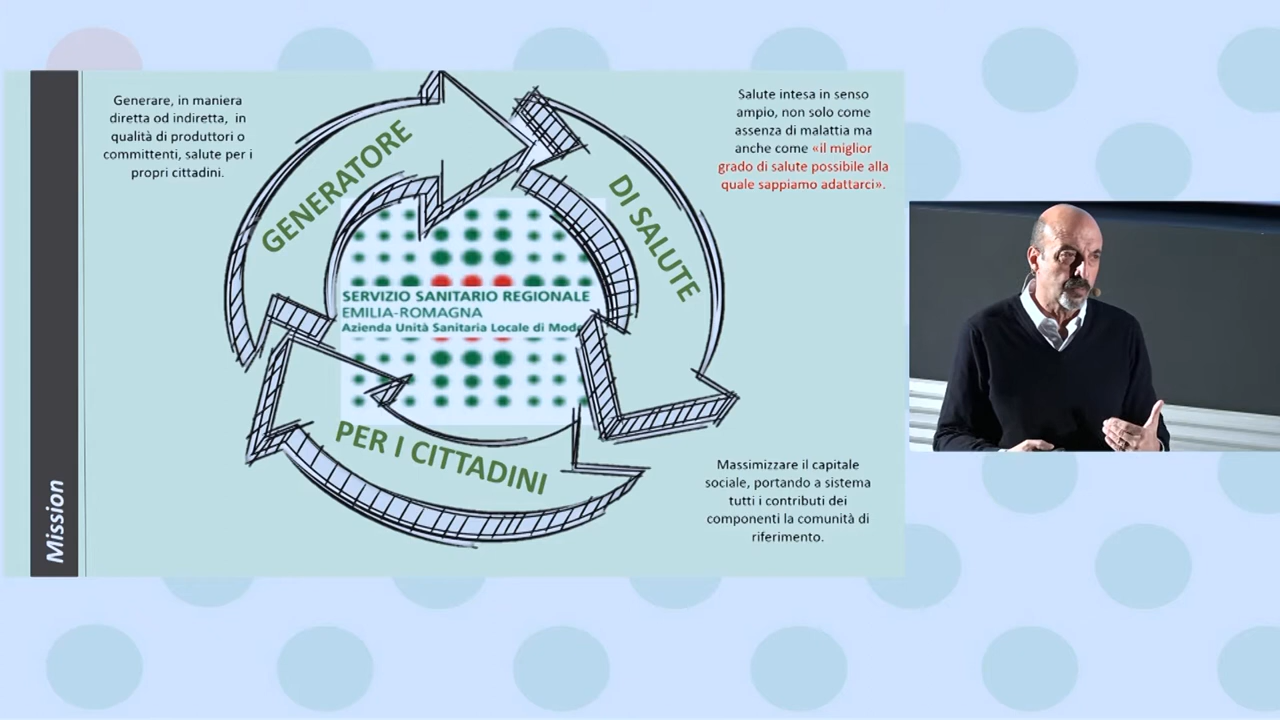 Generare, in maniera
diretta od indiretta, in
qualità di produttori o
committenti, salute per i
propri cittadini.
GENERATORE
DI SALUTE
PER I CITTADINI
Salute intesa in senso
ampio, non solo come
assenza di malattia ma
anche come «il miglior
grado di salute possibile alla
quale sappiamo adattarci».
SERVIZIO SANITARIO REGIONALE
EMILIA-ROMAGNA
Azienda Unità Sanitaria Locale di
Massimizzare il capitale
sociale, portando a sistema
tutti i contributi dei
componenti la comunità di
riferimento.
Mission